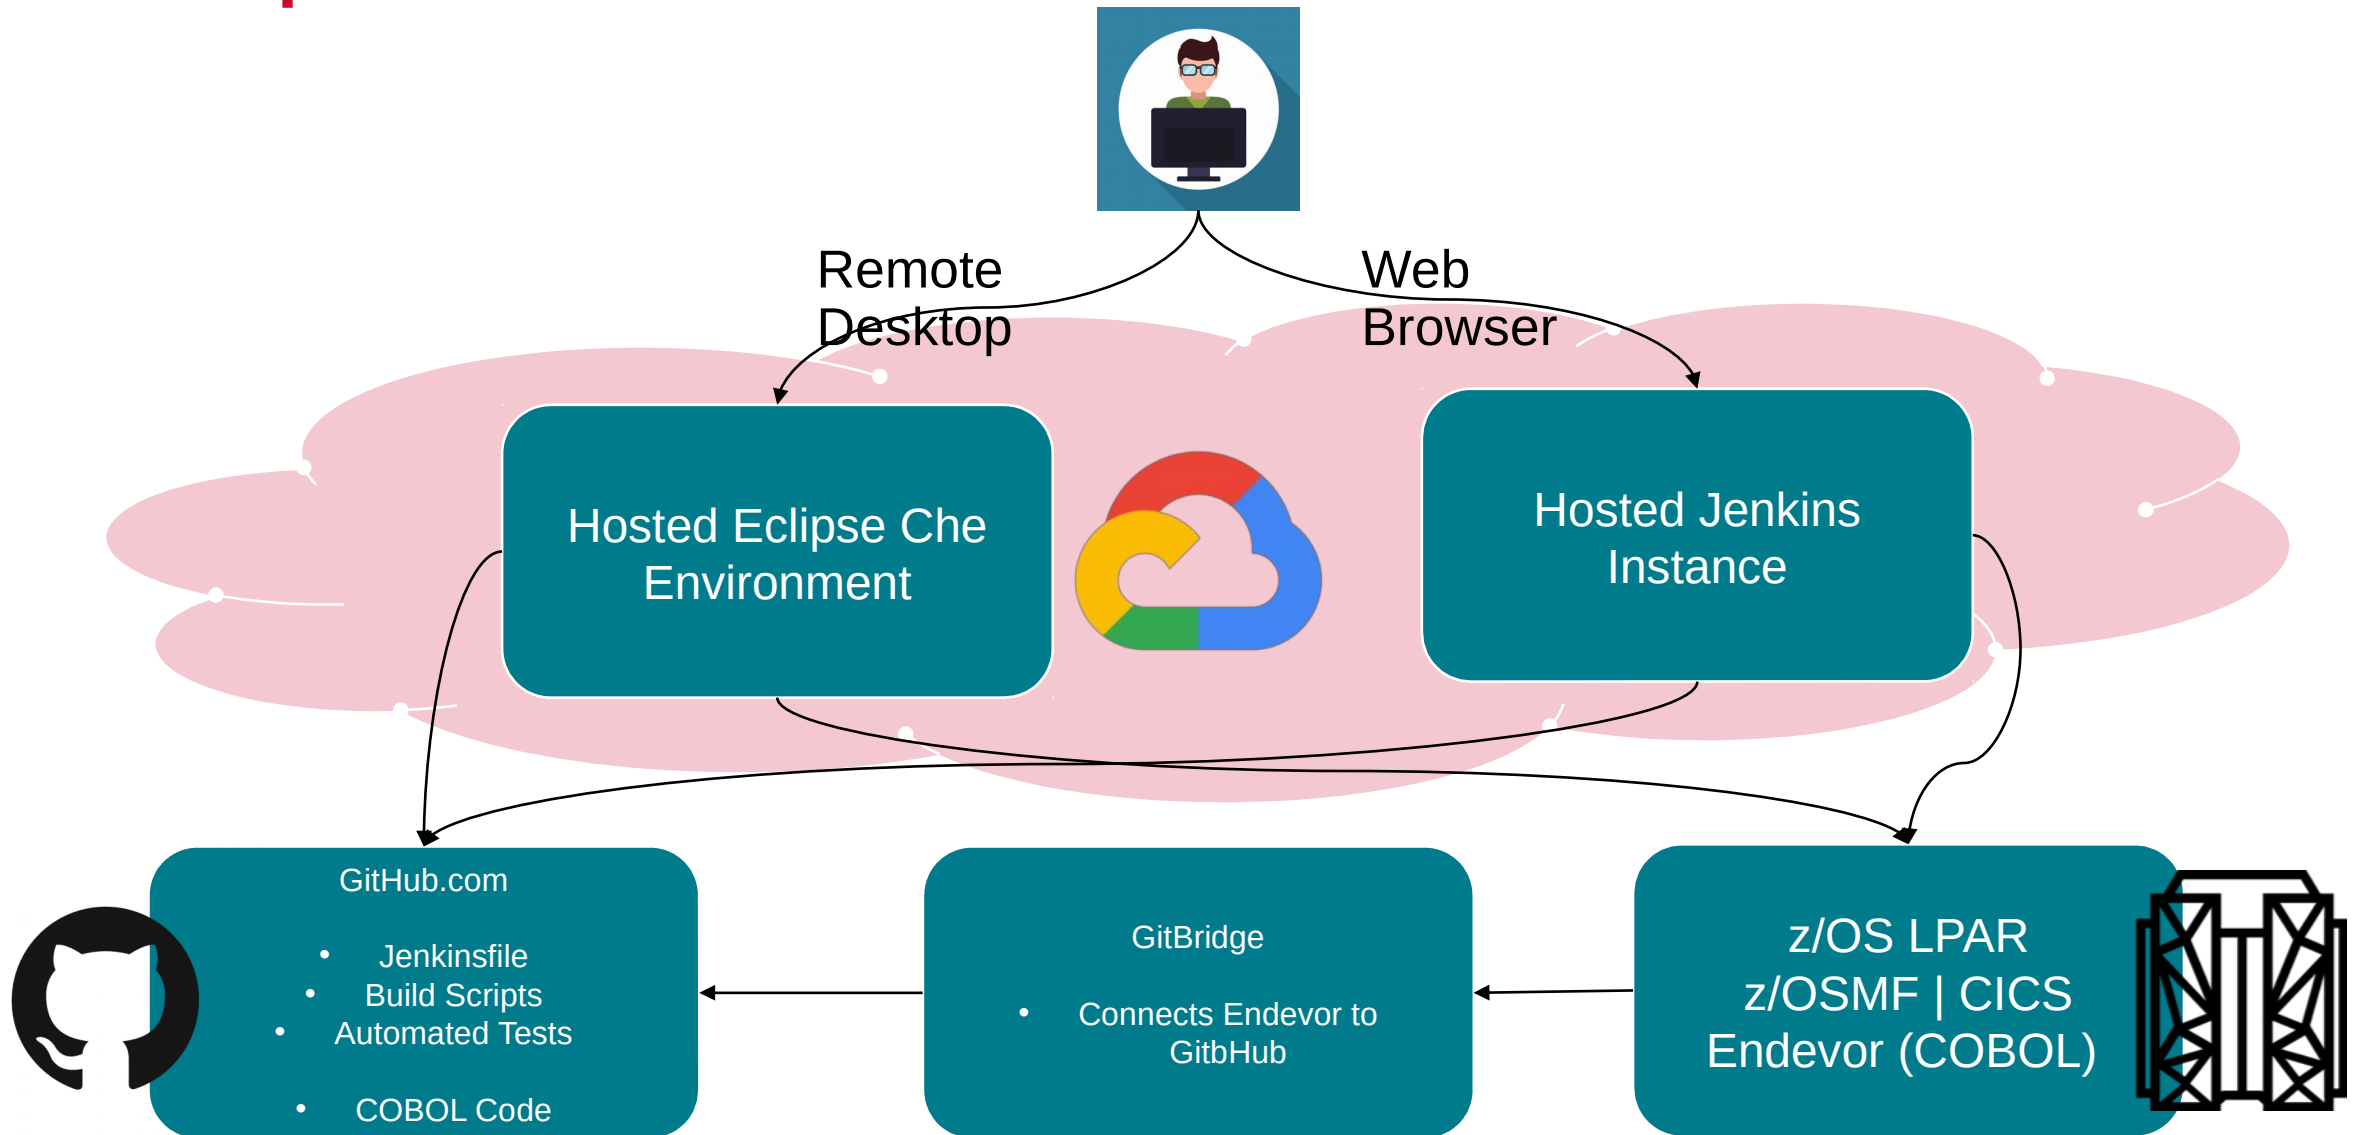 Remote
Desktop
Web
Browser
Hosted Eclipse Che
Environment
Hosted Jenkins
Instance
GitHub.com
• Jenkinsfile
• Build Scripts
• Automated Tests
• COBOL Code
GitBridge
• Connects Endevor to
GitbHub
z/OS LPAR
z/OSMF | CICS
Endevor (COBOL)